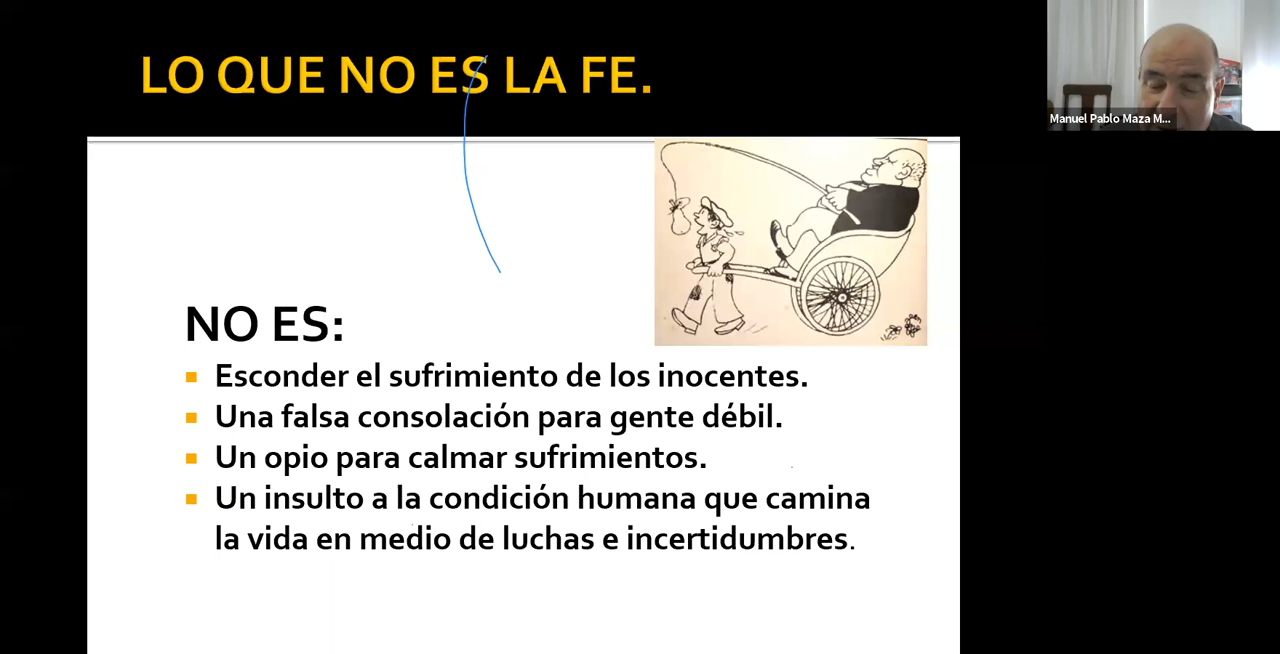 LO QUE NO ES LA FE.
Manuel Pablo Maza M...
NO ES:
Esconder el sufrimiento de los inocentes.
Una falsa consolación para gente débil.
Un opio para calmar sufrimientos.
Un insulto a la condición humana que camina
la vida en medio de luchas e incertidumbres.